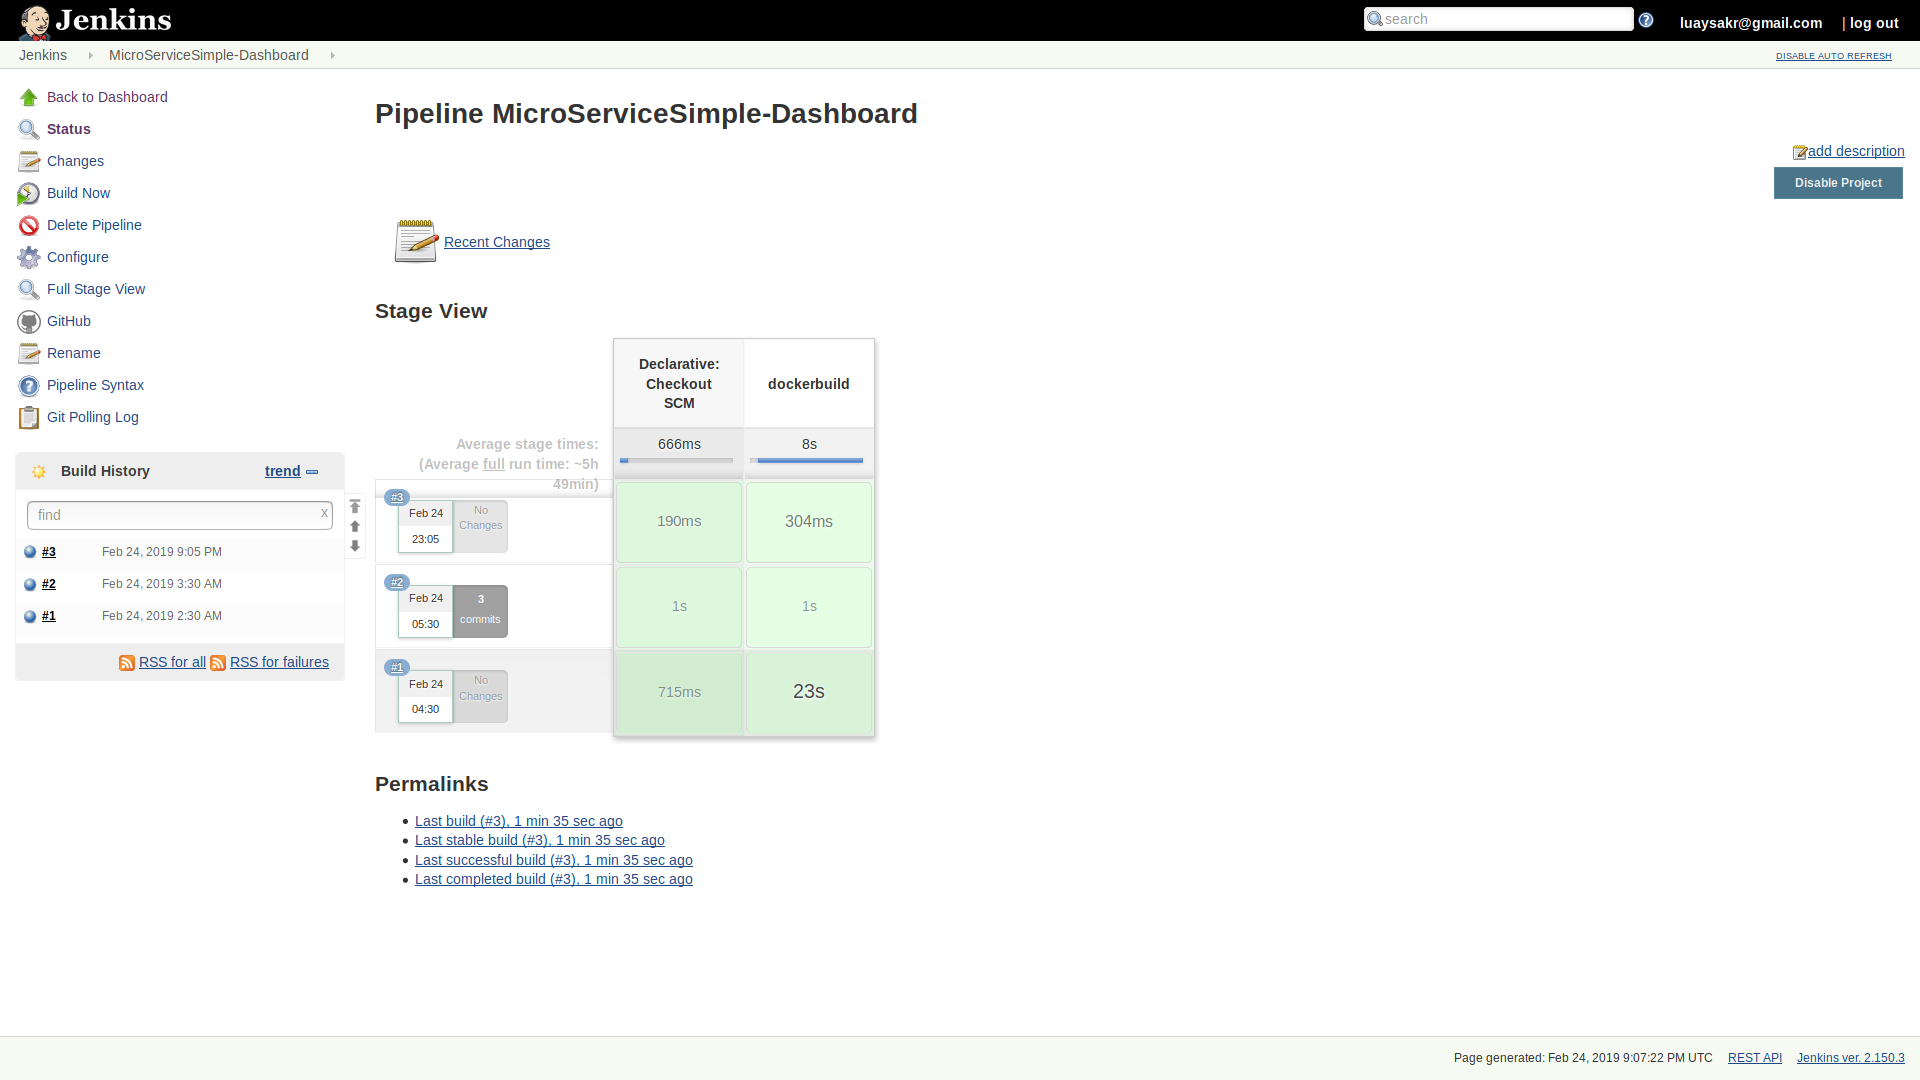 Jenkins
search
luaysakr@gmail.com
| log out
Jenkins
MicroServiceSimple-Dashboard
DISABLE AUTO REFRESH
Back to Dashboard
Status
Changes
Build Now
Delete Pipeline
Configure
Full Stage View
GitHub
Rename
Pipeline Syntax
Git Polling Log
Build History
trend
find
x
#3
Feb 24, 2019 9:05 PM
#2
Feb 24, 2019 3:30 AM
#1
Feb 24, 2019 2:30 AM
RSS for all
RSS for failures
Pipeline MicroServiceSimple-Dashboard
add description
Disable Project
Recent Changes
Stage View
Declarative:
Checkout
SCM
dockerbuild
Average stage times:
(Average full run time: ~5h
49min)
666ms
8s
#3
Feb 24
23:05
No
Changes
190ms
304ms
#2
Feb 24
05:30
3
commits
1s
1s
#1
Feb 24
04:30
No
Changes
715ms
23s
Permalinks
Last build (#3), 1 min 35 sec ago
Last stable build (#3), 1 min 35 sec ago
Last successful build (#3), 1 min 35 sec ago
Last completed build (#3), 1 min 35 sec ago
Page generated: Feb 24, 2019 9:07:22 PM UTC
REST API
Jenkins ver. 2.150.3